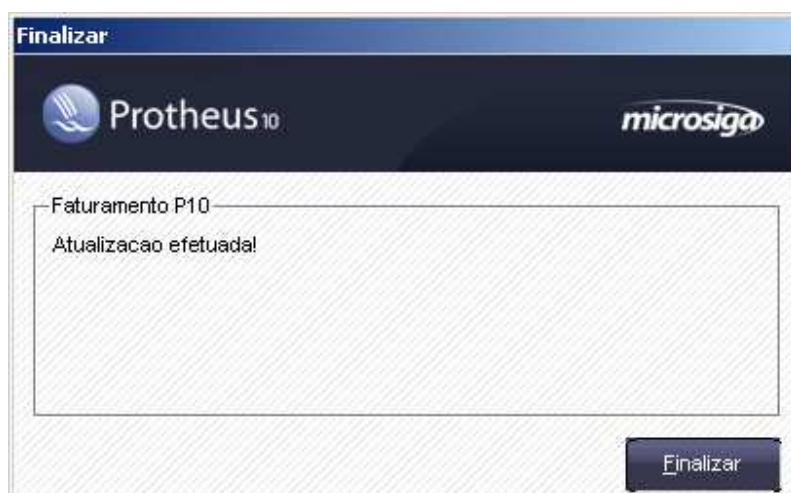 Finalizar
Protheus10
microsiga
Faturamento P10
Atualizacao efetuada!
Finalizar